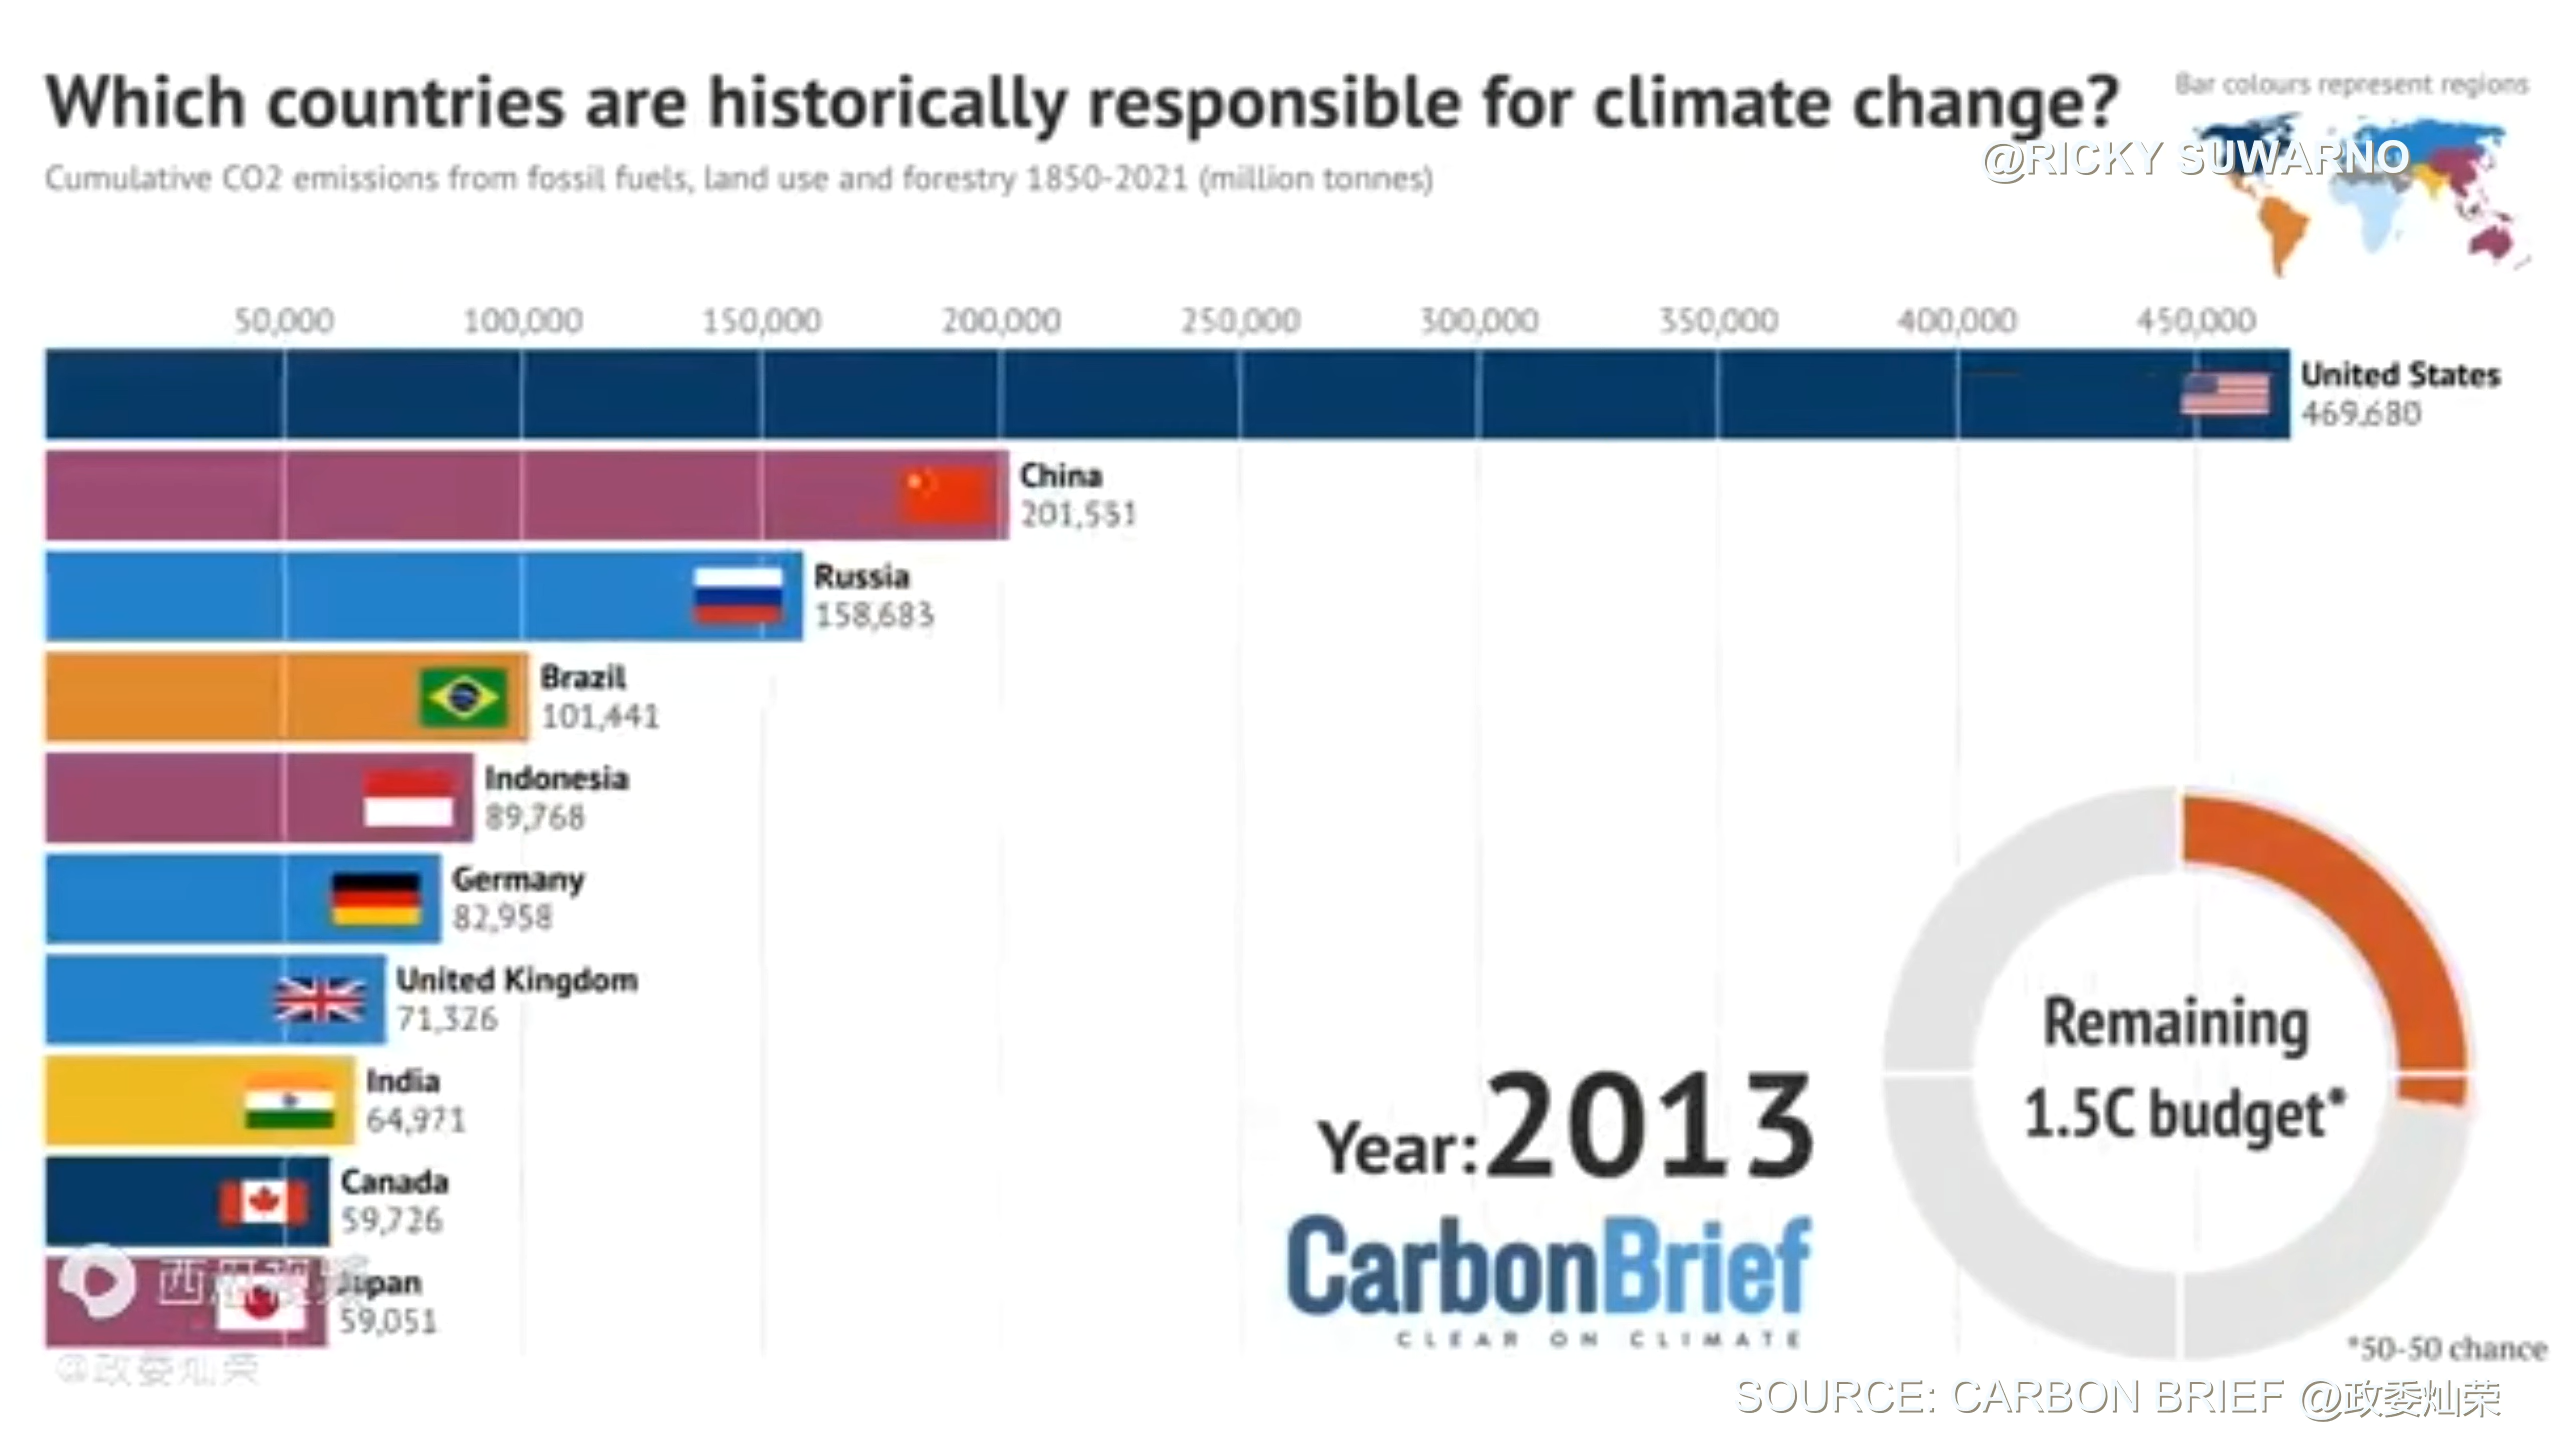 Which countries are historically responsible for climate change?
Bar colours represent regions
@RICKY SUWARNO
Cumulative CO2 emissions from fossil fuels, land use and forestry 1850-2021 (million tonnes)
50,000 100,000 150,000 200,000 250,000 300,000 350,000 400,000 450,000
United States
469,680
China
201,531
Russia
158,683
Brazil
101,441
Indonesia
89,768
Germany
82,958
United Kingdom
71,326
India
64,971
Canada
59,726
Japan
59,051
Remaining
1.5C budget*
Year:2013
CarbonBrief
CLEAR ON CLIMATE
*50-50 chance
@政委灿荣
SOURCE: CARBON BRIEF @政委灿荣